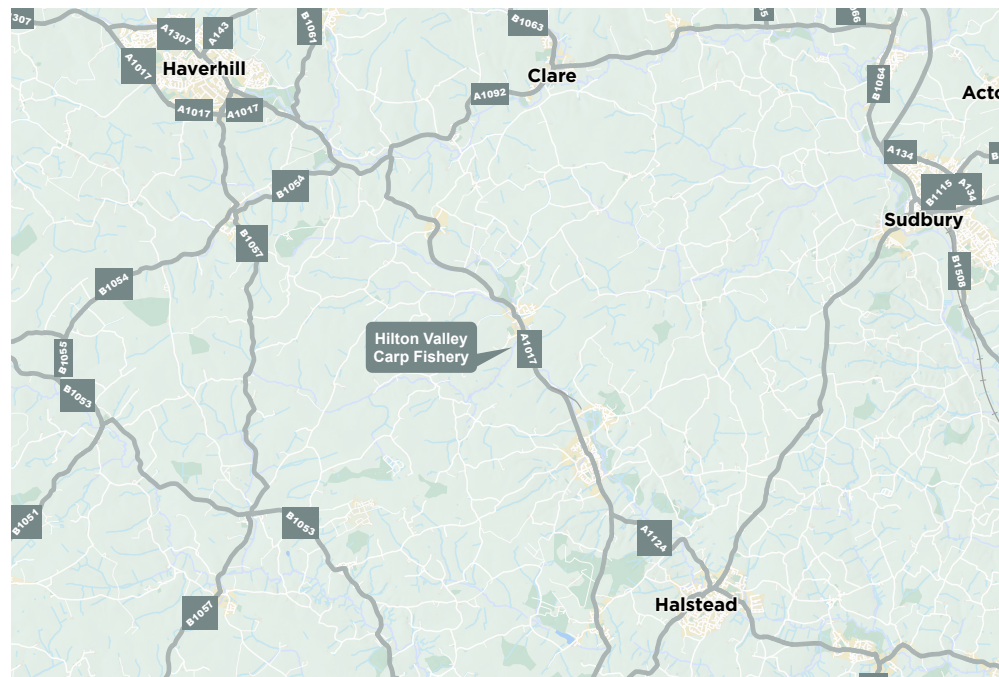 307
A1307
A143
B1061
B1063
A1017
Haverhill
Clare
B1064
A1092
A1017
A1017
Acto
A134
B1054
B1115
A134
Sudbury
B1057
B1508
B1054
Hilton Valley
Carp Fishery
A1017
B1055
B1053
B1051
B1053
A1124
Halstead
B1057